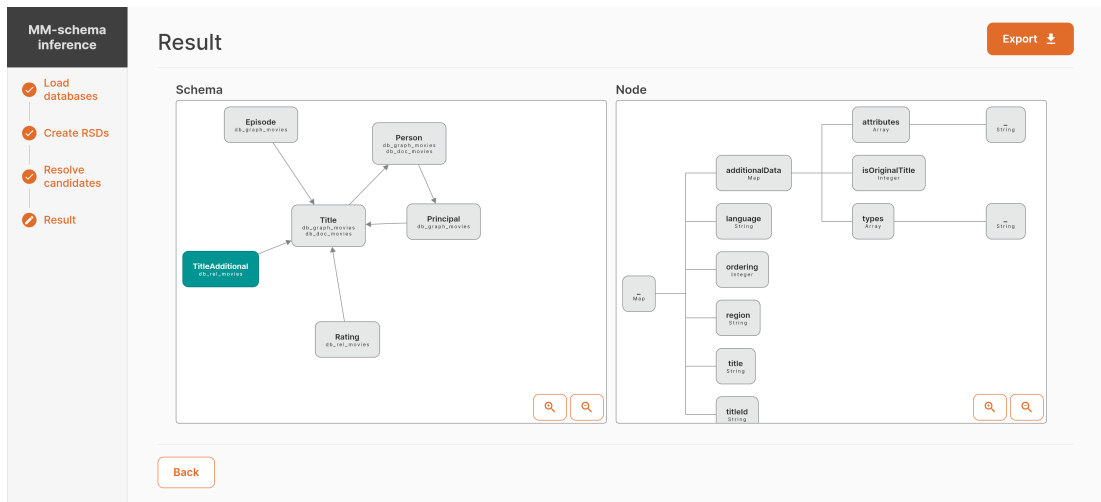 MM-schema
inference
Load
databases
Create RSDs
Resolve
candidates
Result
Result
Export
Schema
Episode
db_graph_movies
Person
db_graph_movies
db_doc_movies
Title
db_graph_movies
db_doc_movies
Principal
db_graph_movies
TitleAdditional
db_rel_movies
Rating
db_rel_movies
Node
_
Map
additionalData
Map
language
String
ordering
Integer
region
String
title
String
titleId
String
attributes
Array
isOriginalTitle
Integer
types
Array
_
String
_
String
Back